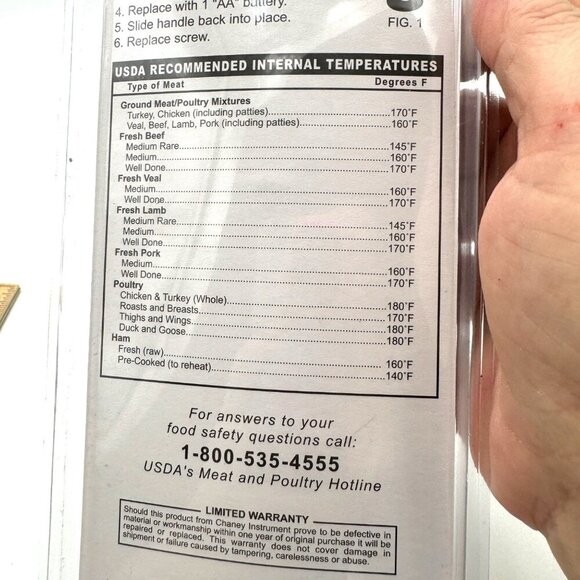 4. Replace with 1 "AA" battery.
5. Slide handle back into place.
6. Replace screw.
FIG. 1
USDA RECOMMENDED INTERNAL TEMPERATURES
Type of Meat Degrees F
Ground Meat/Poultry Mixtures
Turkey, Chicken (including patties)....170˚F
Veal, Beef, Lamb, Pork (including patties)....160˚F
Fresh Beef
Medium Rare....145˚F
Medium....160˚F
Well Done....170˚F
Fresh Veal
Medium....160˚F
Well Done....170˚F
Fresh Lamb
Medium Rare....145˚F
Medium....160˚F
Well Done....170˚F
Fresh Pork
Medium....160˚F
Well Done....170˚F
Poultry
Chicken & Turkey (Whole)....180˚F
Roasts and Breasts....170˚F
Thighs and Wings....180˚F
Duck and Goose....180˚F
Ham
Fresh (raw)....160˚F
Pre-Cooked (to reheat)....140˚F
For answers to your
food safety questions call:
1-800-535-4555
USDA's Meat and Poultry Hotline
LIMITED WARRANTY
Should this product from Chaney Instrument prove to be defective in
material or workmanship within one year of original purchase it will be
repaired or replaced. This warranty does not cover damage in
shipment or failure caused by tampering, carelessness or abuse.